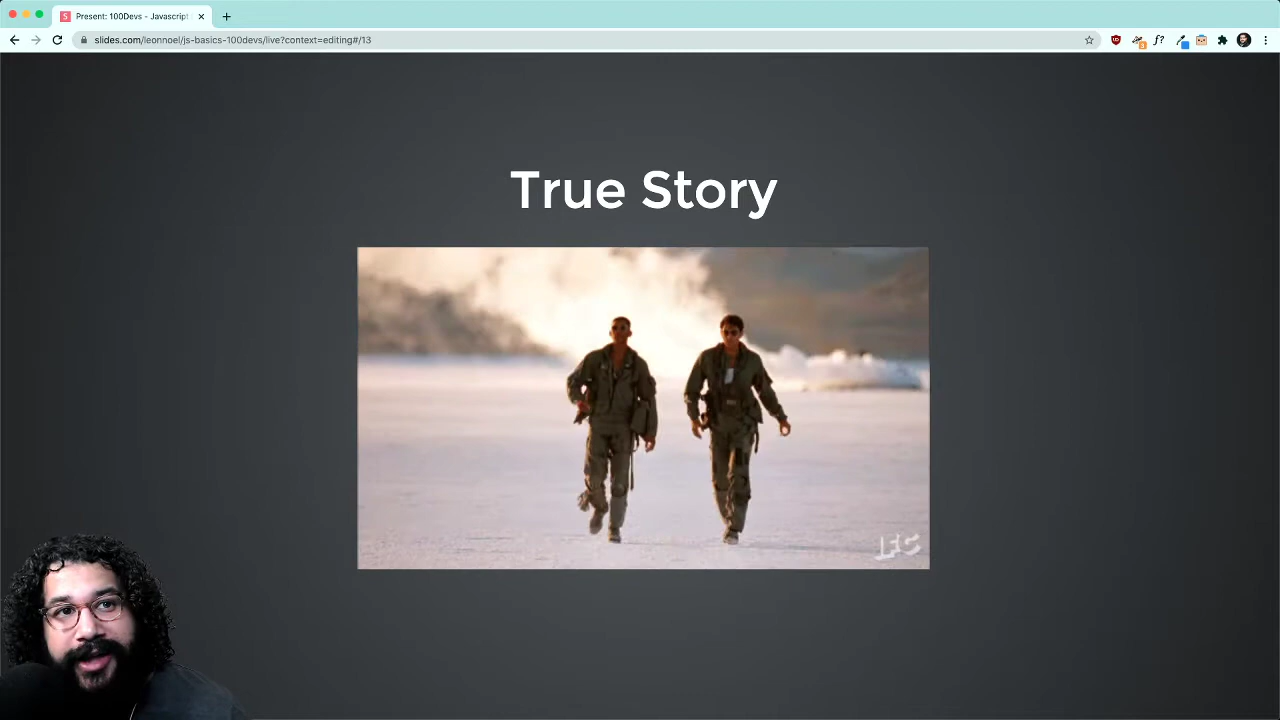 Present: 100Devs - Javascript
slides.com/leonnoel/js-basics-100devs/live?context=editing#/13
f?
True Story